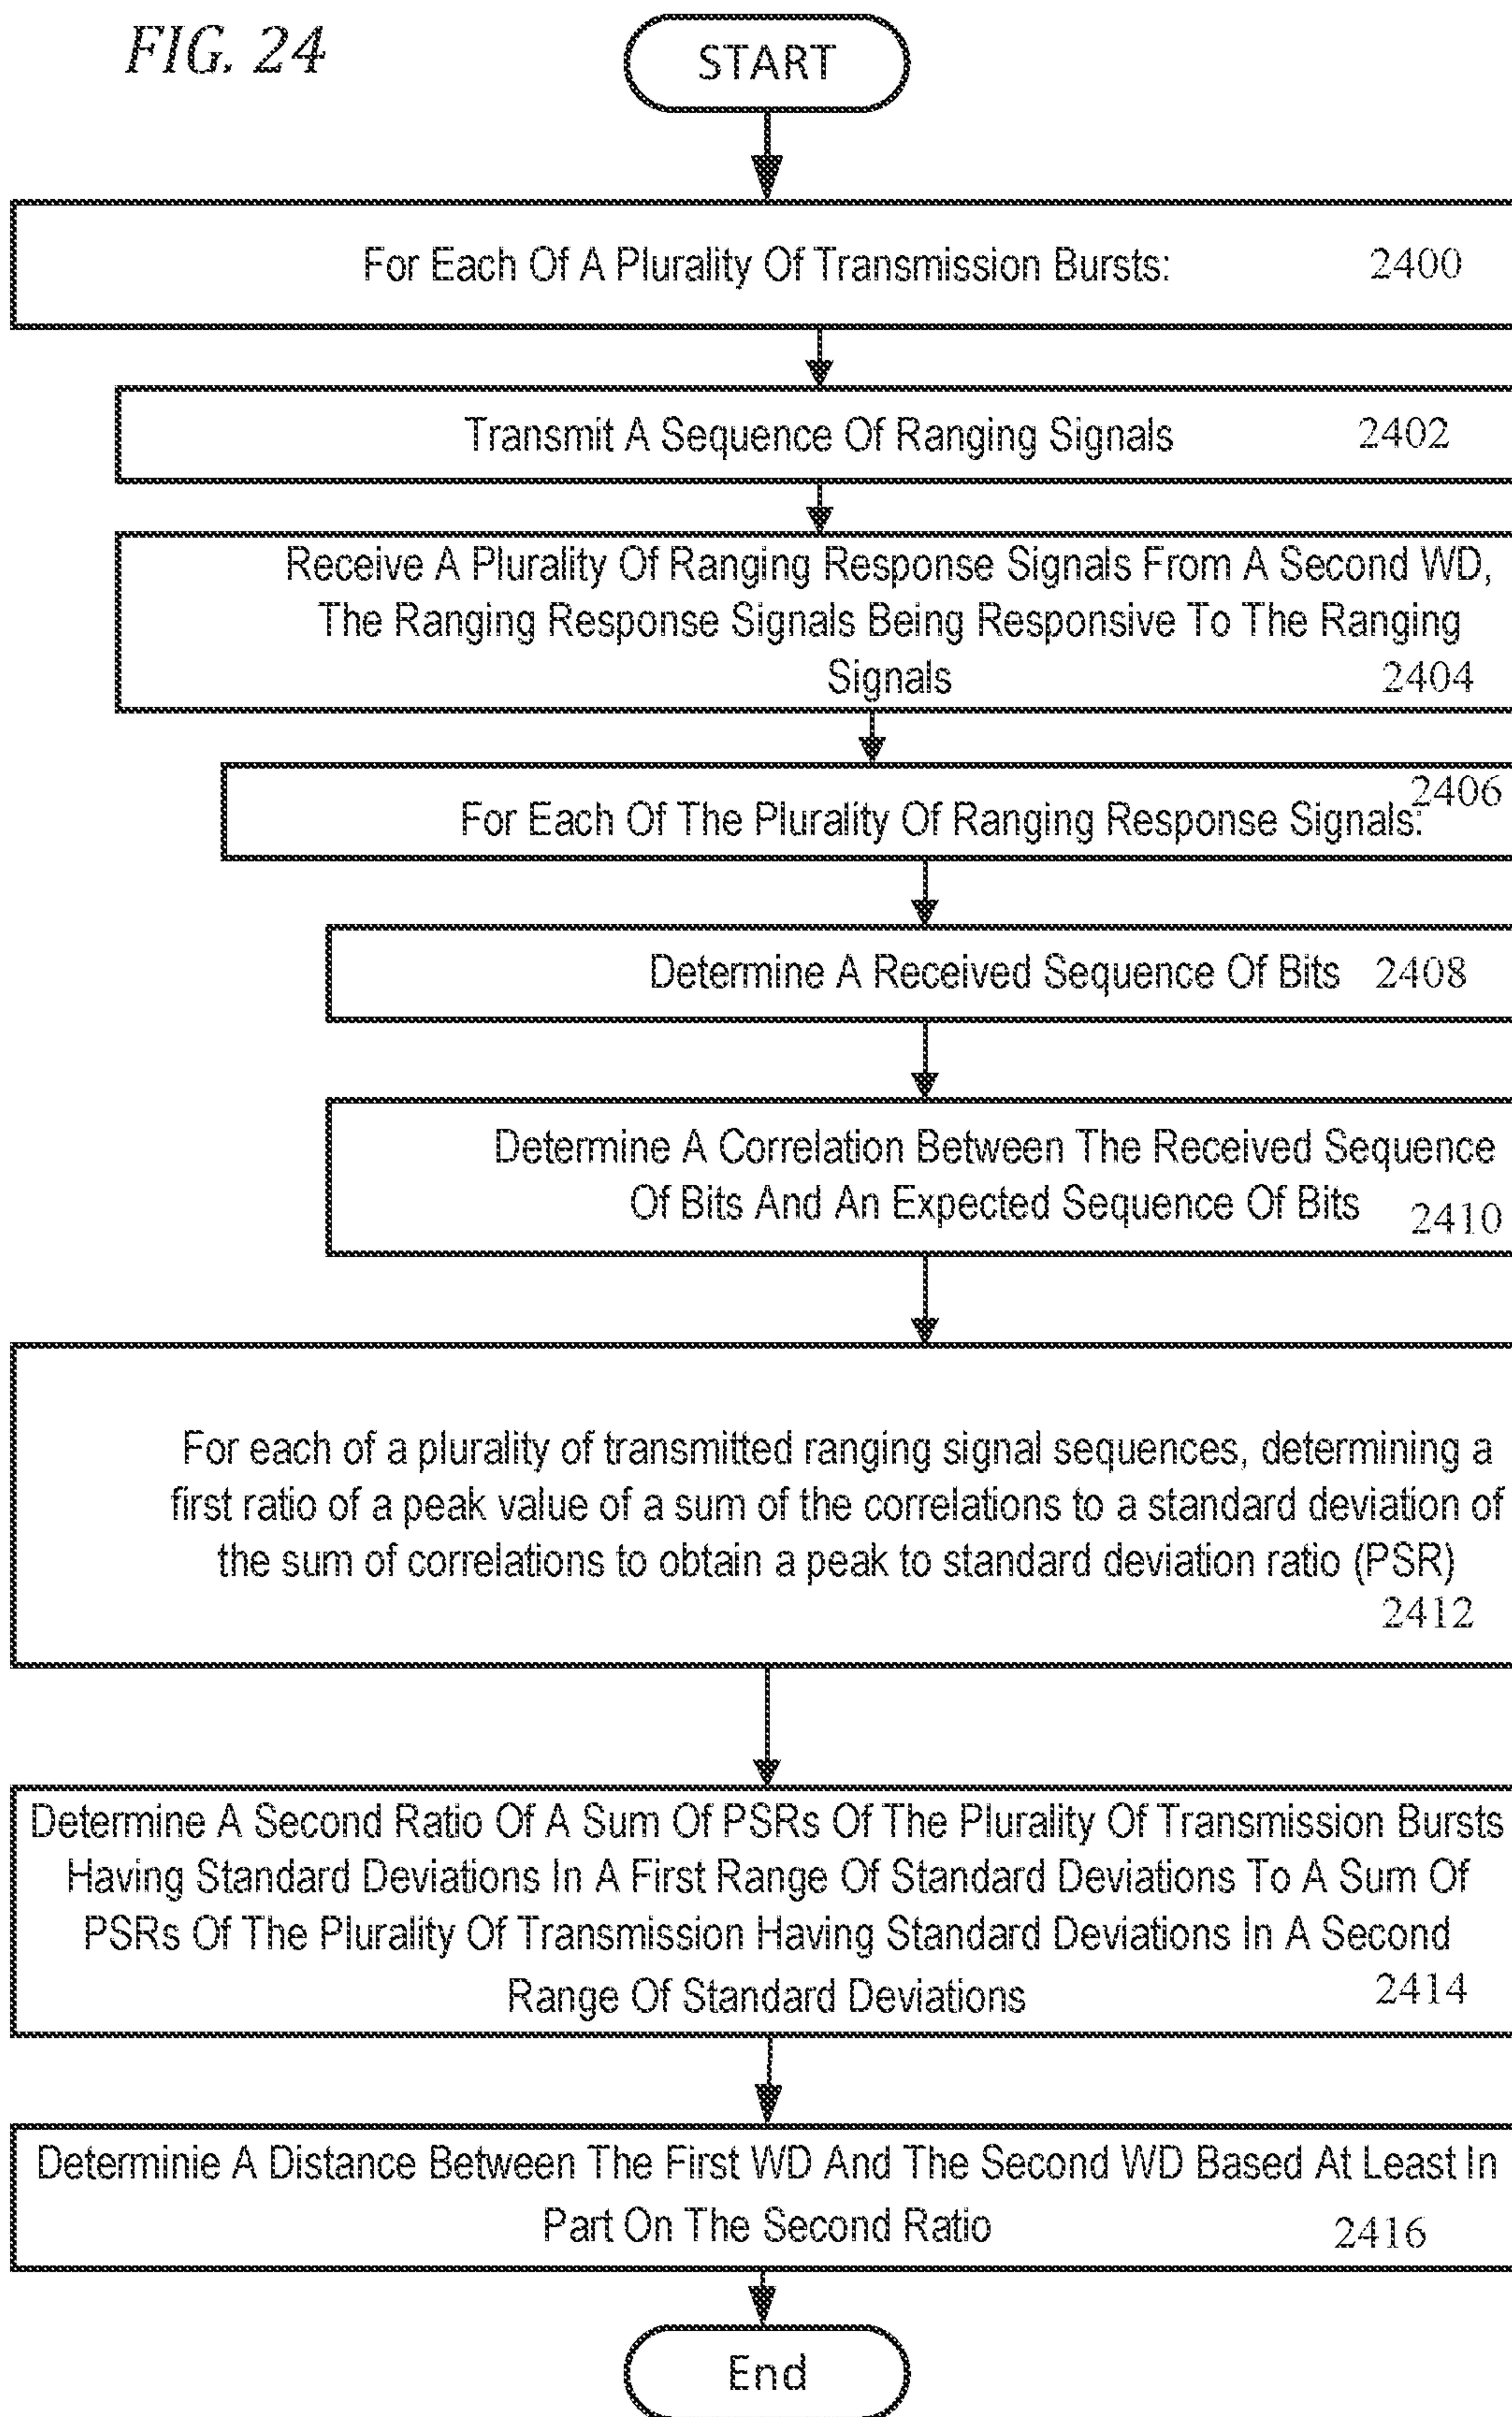 FIG. 24
START
For Each Of A Plurality Of Transmission Bursts: 2400
Transmit A Sequence Of Ranging Signals 2402
Receive A Plurality Of Ranging Response Signals From A Second WD,
The Ranging Response Signals Being Responsive To The Ranging
Signals 2404
2406
For Each Of The Plurality Of Ranging Response Signals:
Determine A Received Sequence Of Bits 2408
Determine A Correlation Between The Received Sequence
Of Bits And An Expected Sequence Of Bits 2410
For each of a plurality of transmitted ranging signal sequences, determining a
first ratio of a peak value of a sum of the correlations to a standard deviation of
the sum of correlations to obtain a peak to standard deviation ratio (PSR)
2412
Determine A Second Ratio Of A Sum Of PSRs Of The Plurality Of Transmission Bursts
Having Standard Deviations In A First Range Of Standard Deviations To A Sum Of
PSRs Of The Plurality Of Transmission Having Standard Deviations In A Second
Range Of Standard Deviations 2414
Determinie A Distance Between The First WD And The Second WD Based At Least In
Part On The Second Ratio 2416
End